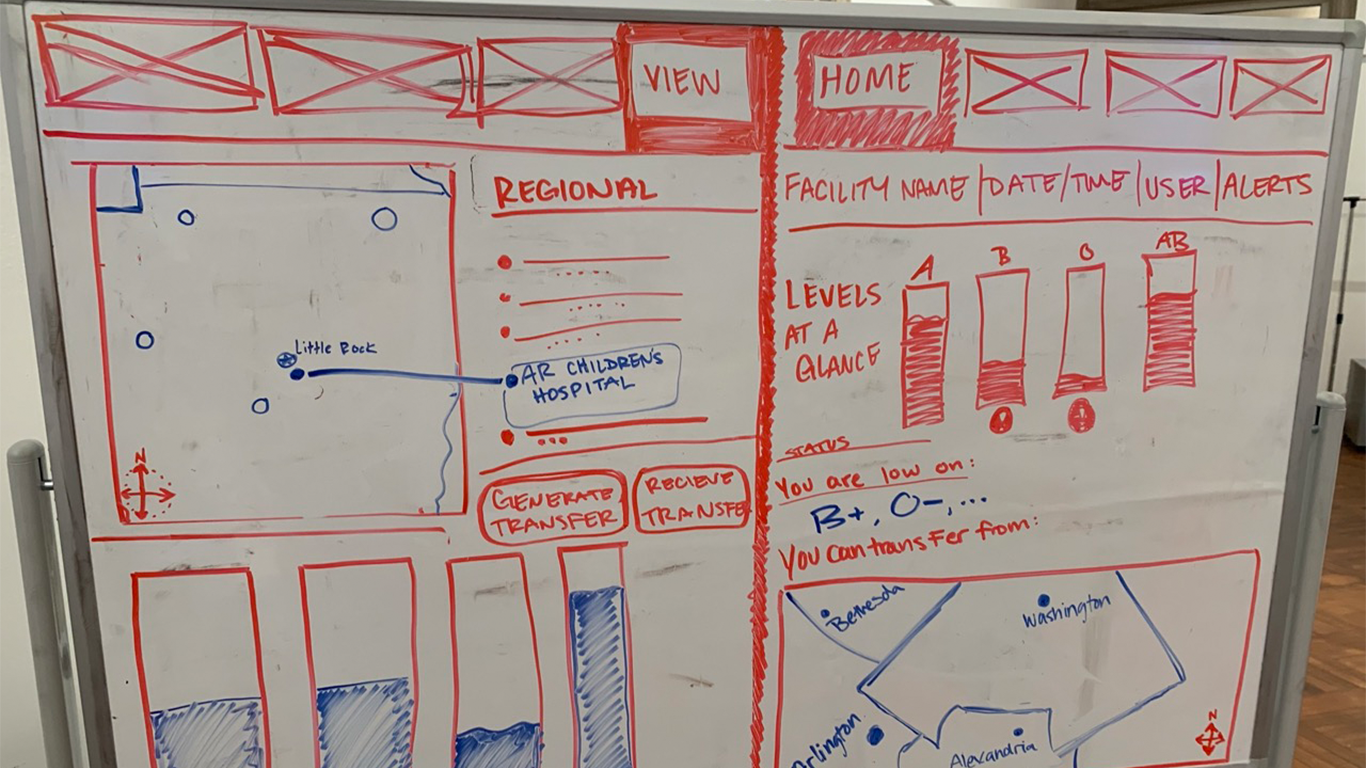 VIEW
REGIONAL
Little Rock
N
AR CHILDREN'S
HOSPITAL
GENERATE
TRANSFER
RECIEVE
TRANSFER
HOME
FACILITY NAME | DATE/TIME | USER | ALERTS
LEVELS
AT A
GLANCE
A B O AB
! !
STATUS
You are low on:
B+, O-, ...
You can transfer from:
Bethesda
Washington
Arlington
Alexandria
N